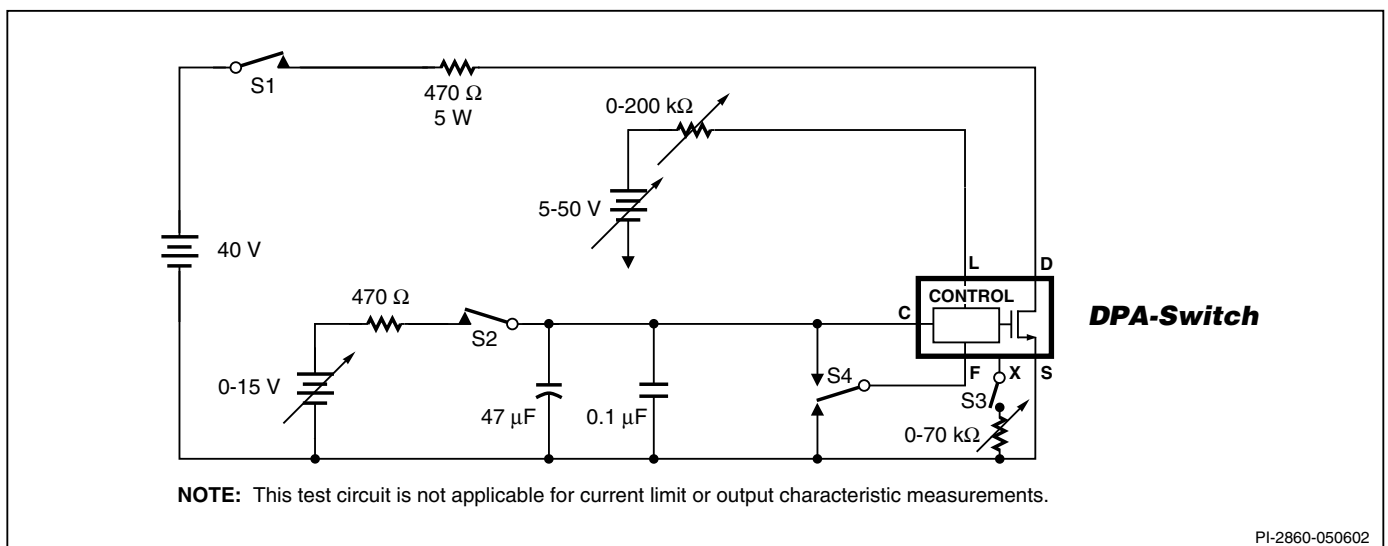 S1
470 Ω
5 W
0-200 kΩ
5-50 V
40 V
L
D
CONTROL
C
DPA-Switch
470 Ω
S2
0-15 V
47 μF
0.1 μF
S4
F
X
S
S3
0-70 kΩ
NOTE: This test circuit is not applicable for current limit or output characteristic measurements.
PI-2860-050602